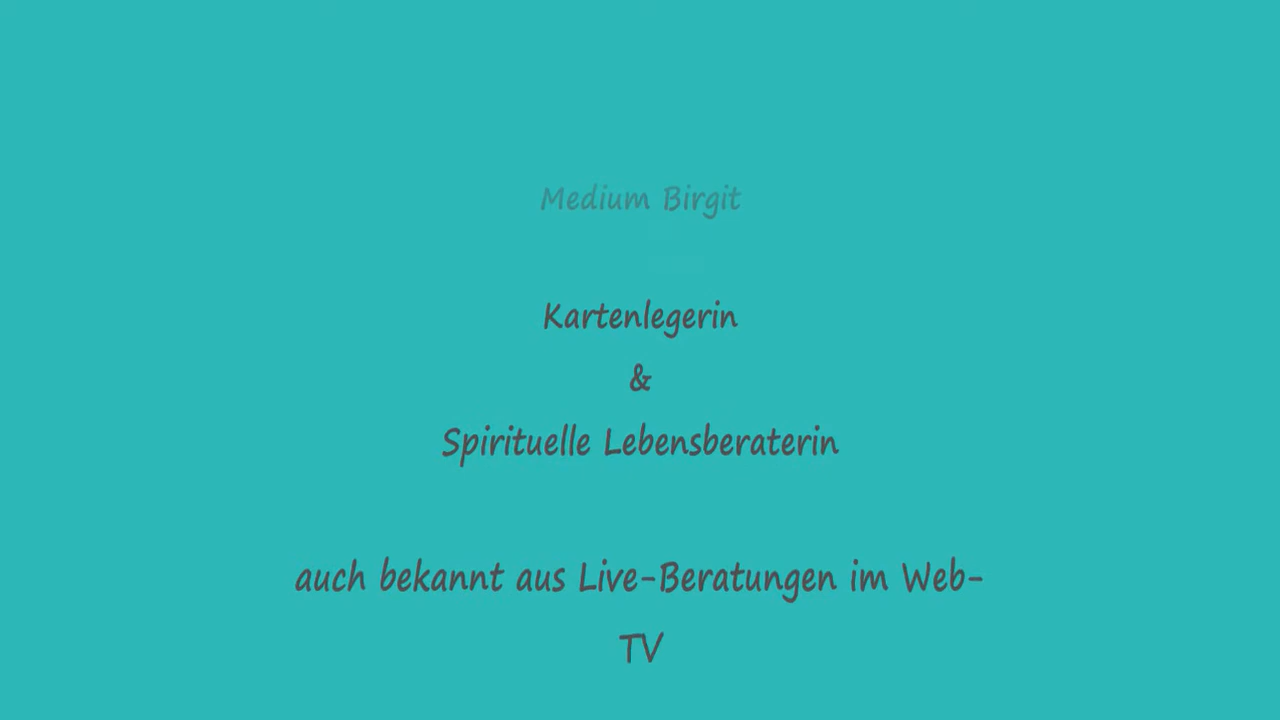 Medium Birgit
Kartenlegerin
&
Spirituelle Lebensberaterin
auch bekannt aus Live-Beratungen im Web-
TV